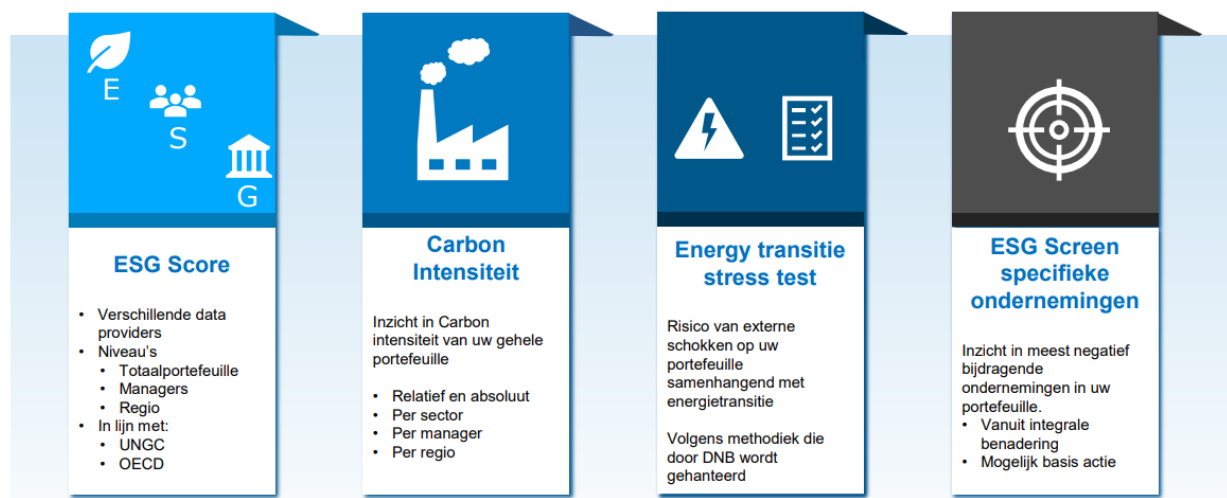 E
S
G
ESG Score
• Verschillende data
providers
• Niveau's
• Totaalportefeuille
• Managers
• Regio
• In lijn met:
• UNGC
• OECD
Carbon
Intensiteit
Inzicht in Carbon
intensiteit van uw gehele
portefeuille
• Relatief en absoluut
• Per sector
• Per manager
• Per regio
Energy transitie
stress test
Risico van externe
schokken op uw
portefeuille
samenhangend met
energietransitie
Volgens methodiek die
door DNB wordt
gehanteerd
ESG Screen
specifieke
ondernemingen
Inzicht in meest negatief
bijdragende
ondernemingen in uw
portefeuille.
• Vanuit integrale
benadering
• Mogelijk basis actie